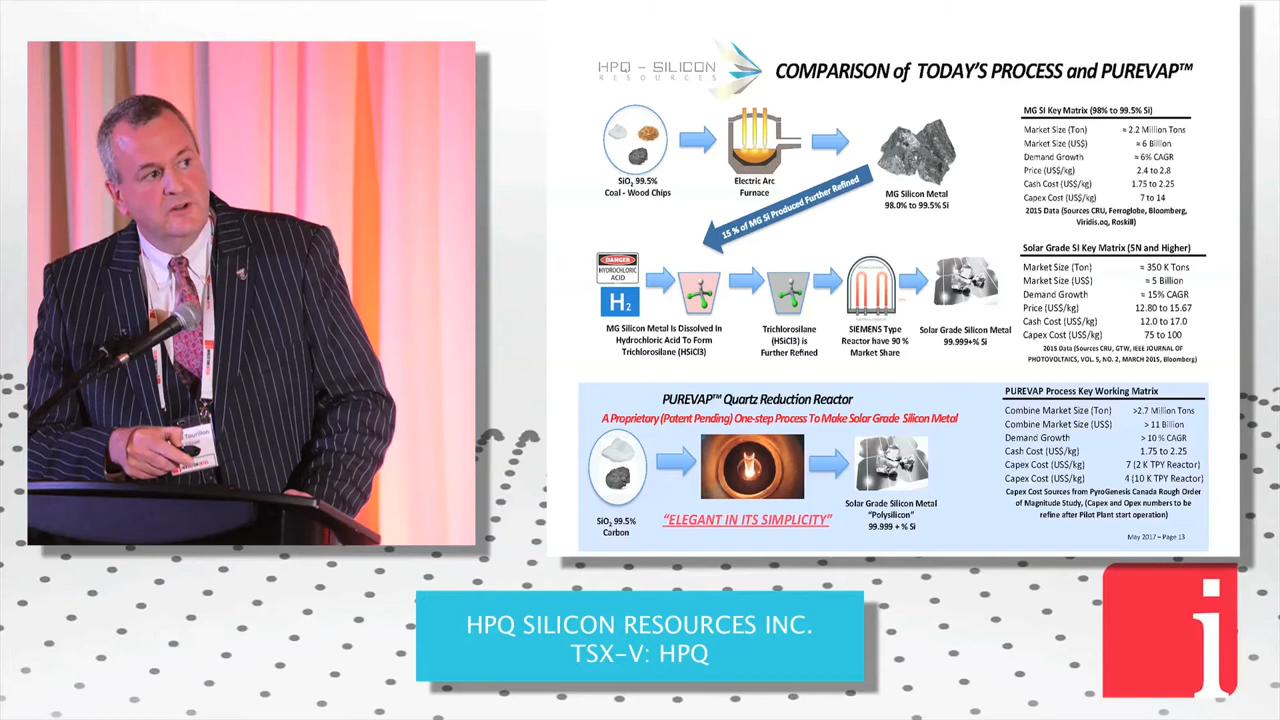 HPQ – SILICON
RESOURCES
COMPARISON of TODAY'S PROCESS and PUREVAP™
SiO2 99.5%
Coal - Wood Chips
Electric Arc
Furnace
MG Silicon Metal
98.0% to 99.5% Si
15 % of MG Si Produced Further Refined
MG SI Key Matrix (98% to 99.5% Si)
Market Size (Ton) ≈ 2.2 Million Tons
Market Size (US$) ≈ 6 Billion
Demand Growth ≈ 6% CAGR
Price (US$/kg) 2.4 to 2.8
Cash Cost (US$/kg) 1.75 to 2.25
Capex Cost (US$/kg) 7 to 14
2015 Data (Sources CRU, Ferroglobe, Bloomberg,
Viridis.oq, Roskill)
DANGER
HYDROCHLORIC
ACID
H2
MG Silicon Metal Is Dissolved In
Hydrochloric Acid To Form
Trichlorosilane (HSiCl3)
Trichlorosilane
(HSiCl3) is
Further Refined
SIEMENS Type
Reactor have 90 %
Market Share
Solar Grade Silicon Metal
99.999+% Si
Solar Grade SI Key Matrix (5N and Higher)
Market Size (Ton) ≈ 350 K Tons
Market Size (US$) ≈ 5 Billion
Demand Growth ≈ 15% CAGR
Price (US$/kg) 12.80 to 15.67
Cash Cost (US$/kg) 12.0 to 17.0
Capex Cost (US$/kg) 75 to 100
2015 Data (Sources CRU, GTW, IEEE JOURNAL OF
PHOTOVOLTAICS, VOL. 5, NO. 2, MARCH 2015, Bloomberg)
PUREVAP™ Quartz Reduction Reactor
A Proprietary (Patent Pending) One-step Process To Make Solar Grade Silicon Metal
SiO2 99.5%
Carbon
"ELEGANT IN ITS SIMPLICITY"
Solar Grade Silicon Metal
"Polysilicon"
99.999 + % Si
PUREVAP Process Key Working Matrix
Combine Market Size (Ton) >2.7 Million Tons
Combine Market Size (US$) > 11 Billion
Demand Growth > 10 % CAGR
Cash Cost (US$/kg) 1.75 to 2.25
Capex Cost (US$/kg) 7 (2 K TPY Reactor)
Capex Cost (US$/kg) 4 (10 K TPY Reactor)
Capex Cost Sources from PyroGenesis Canada Rough Order
of Magnitude Study, (Capex and Opex numbers to be
refine after Pilot Plant start operation)
May 2017 – Page 13
HPQ SILICON RESOURCES INC.
TSX-V: HPQ
i